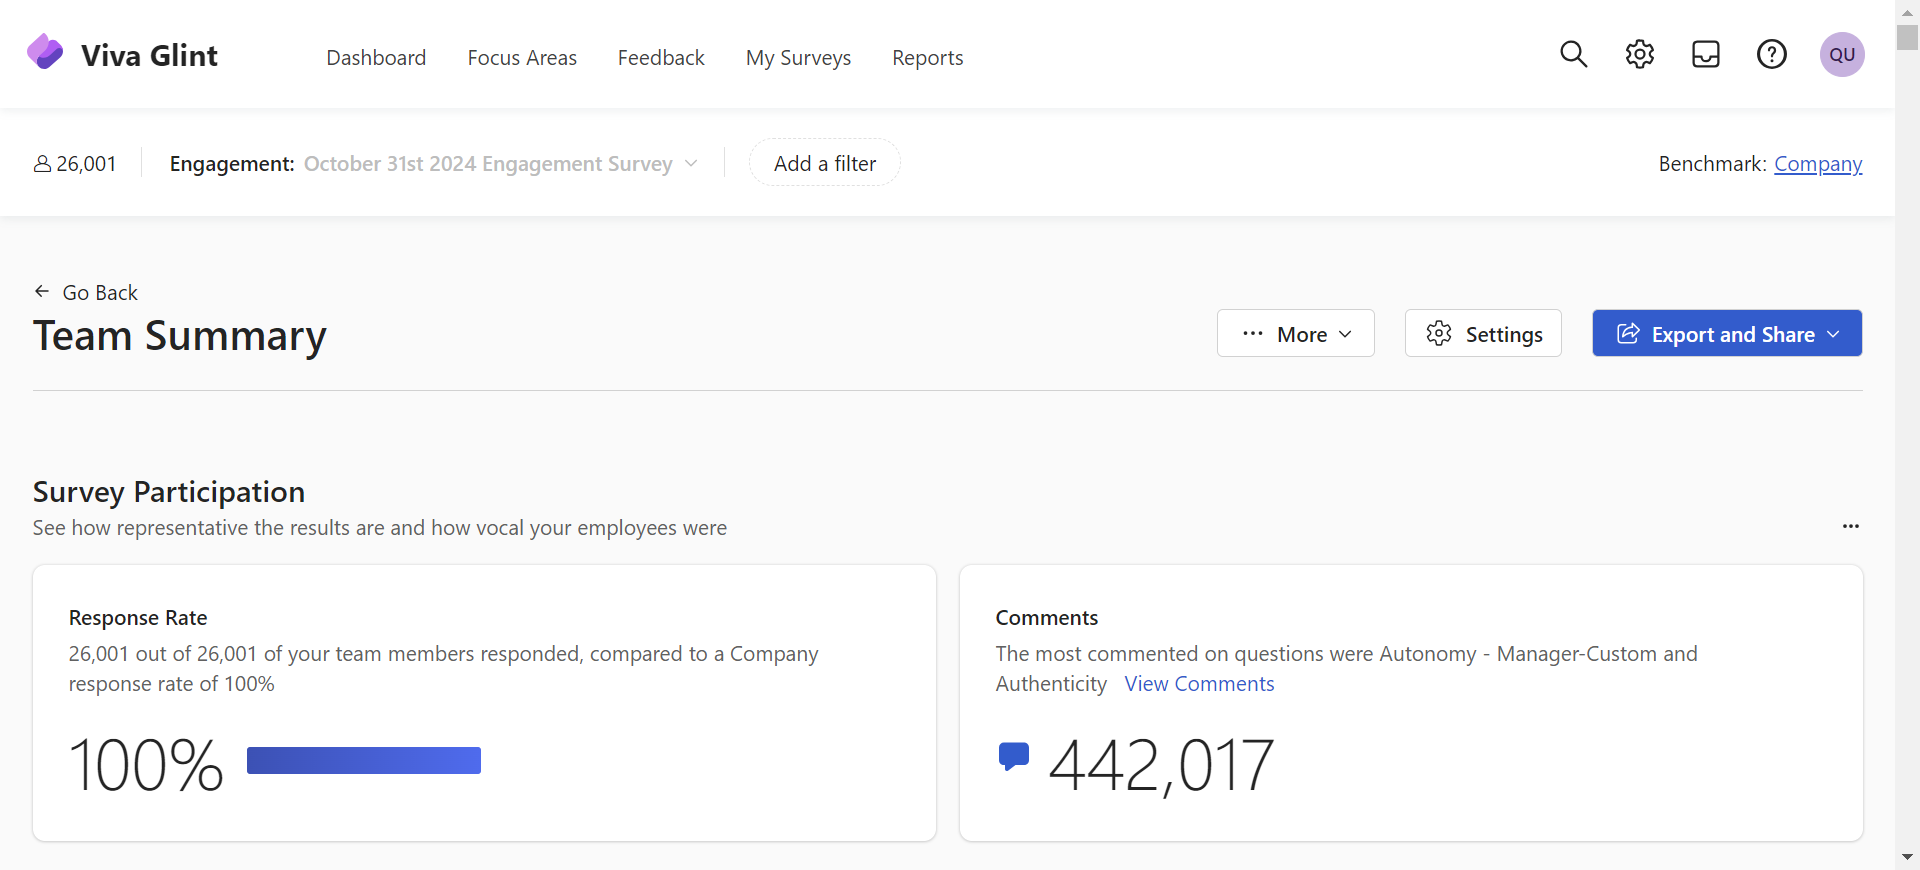 Viva Glint
Dashboard
Focus Areas
Feedback
My Surveys
Reports
QU
26,001
Engagement: October 31st 2024 Engagement Survey
Add a filter
Benchmark: Company
Go Back
Team Summary
More
Settings
Export and Share
Survey Participation
See how representative the results are and how vocal your employees were
Response Rate
26,001 out of 26,001 of your team members responded, compared to a Company
response rate of 100%
100%
Comments
The most commented on questions were Autonomy - Manager-Custom and
Authenticity View Comments
442,017